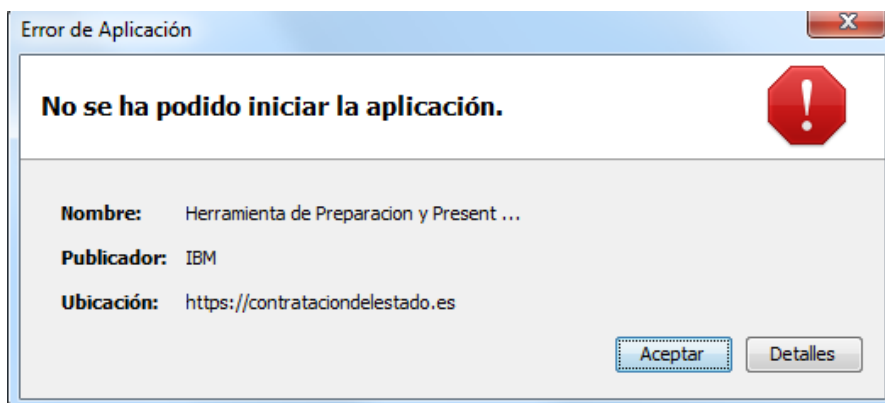 Error de Aplicación
No se ha podido iniciar la aplicación.
Nombre: Herramienta de Preparacion y Present ...
Publicador: IBM
Ubicación: https://contrataciondelestado.es
Aceptar Detalles